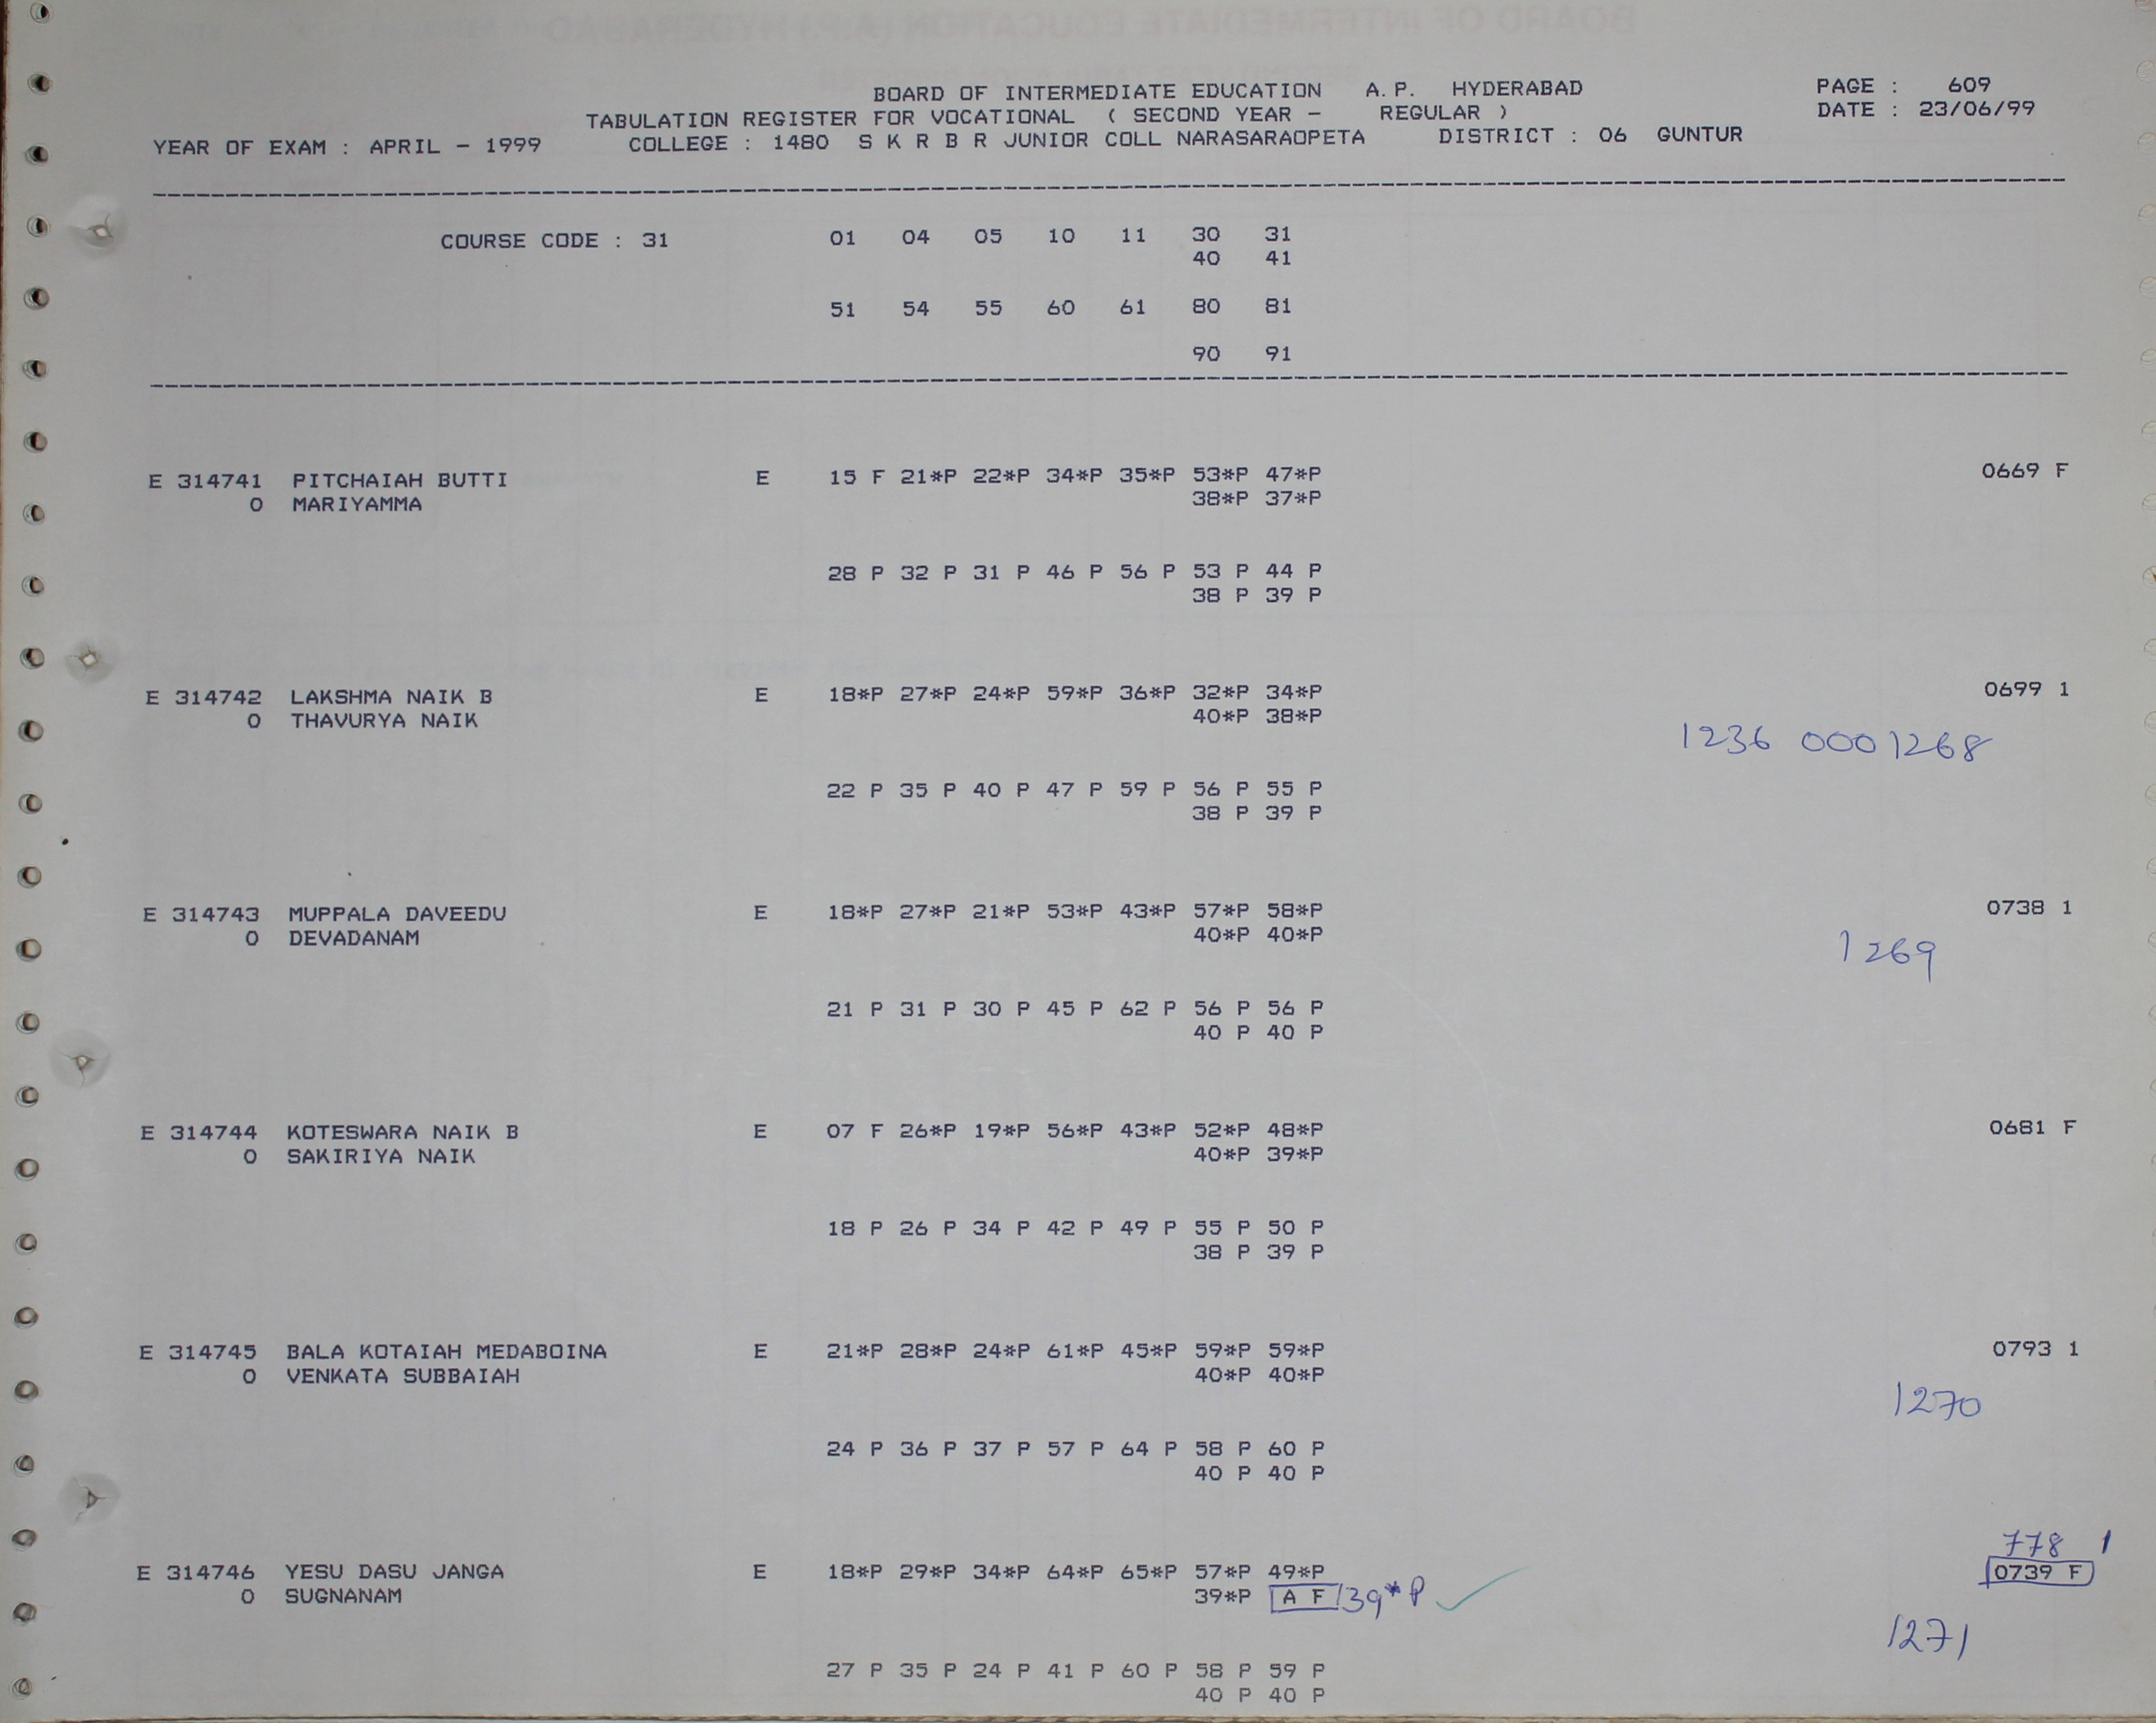 BOARD OF INTERMEDIATE EDUCATION A.P. HYDERABAD PAGE : 609
TABULATION REGISTER FOR VOCATIONAL ( SECOND YEAR - REGULAR ) DATE : 23/06/99
YEAR OF EXAM : APRIL - 1999 COLLEGE : 1480 S K R B R JUNIOR COLL NARASARAOPETA DISTRICT : 06 GUNTUR
COURSE CODE : 31 01 04 05 10 11 30 31
40 41
51 54 55 60 61 80 81
90 91
E 314741 PITCHAIAH BUTTI E 15 F 21*P 22*P 34*P 35*P 53*P 47*P 0669 F
0 MARIYAMMA 38*P 37*P
28 P 32 P 31 P 46 P 56 P 53 P 44 P
38 P 39 P
E 314742 LAKSHMA NAIK B E 18*P 27*P 24*P 59*P 36*P 32*P 34*P 0699 1
0 THAVURYA NAIK 40*P 38*P
1236 0001268
22 P 35 P 40 P 47 P 59 P 56 P 55 P
38 P 39 P
E 314743 MUPPALA DAVEEDU E 18*P 27*P 21*P 53*P 43*P 57*P 58*P 0738 1
0 DEVADANAM 40*P 40*P
1269
21 P 31 P 30 P 45 P 62 P 56 P 56 P
40 P 40 P
E 314744 KOTESWARA NAIK B E 07 F 26*P 19*P 56*P 43*P 52*P 48*P 0681 F
0 SAKIRIYA NAIK 40*P 39*P
18 P 26 P 34 P 42 P 49 P 55 P 50 P
38 P 39 P
E 314745 BALA KOTAIAH MEDABOINA E 21*P 28*P 24*P 61*P 45*P 59*P 59*P 0793 1
0 VENKATA SUBBAIAH 40*P 40*P
1270
24 P 36 P 37 P 57 P 64 P 58 P 60 P
40 P 40 P
778 1
E 314746 YESU DASU JANGA E 18*P 29*P 34*P 64*P 65*P 57*P 49*P 0739 F
0 SUGNANAM 39*P A F 39*P
1271
27 P 35 P 24 P 41 P 60 P 58 P 59 P
40 P 40 P